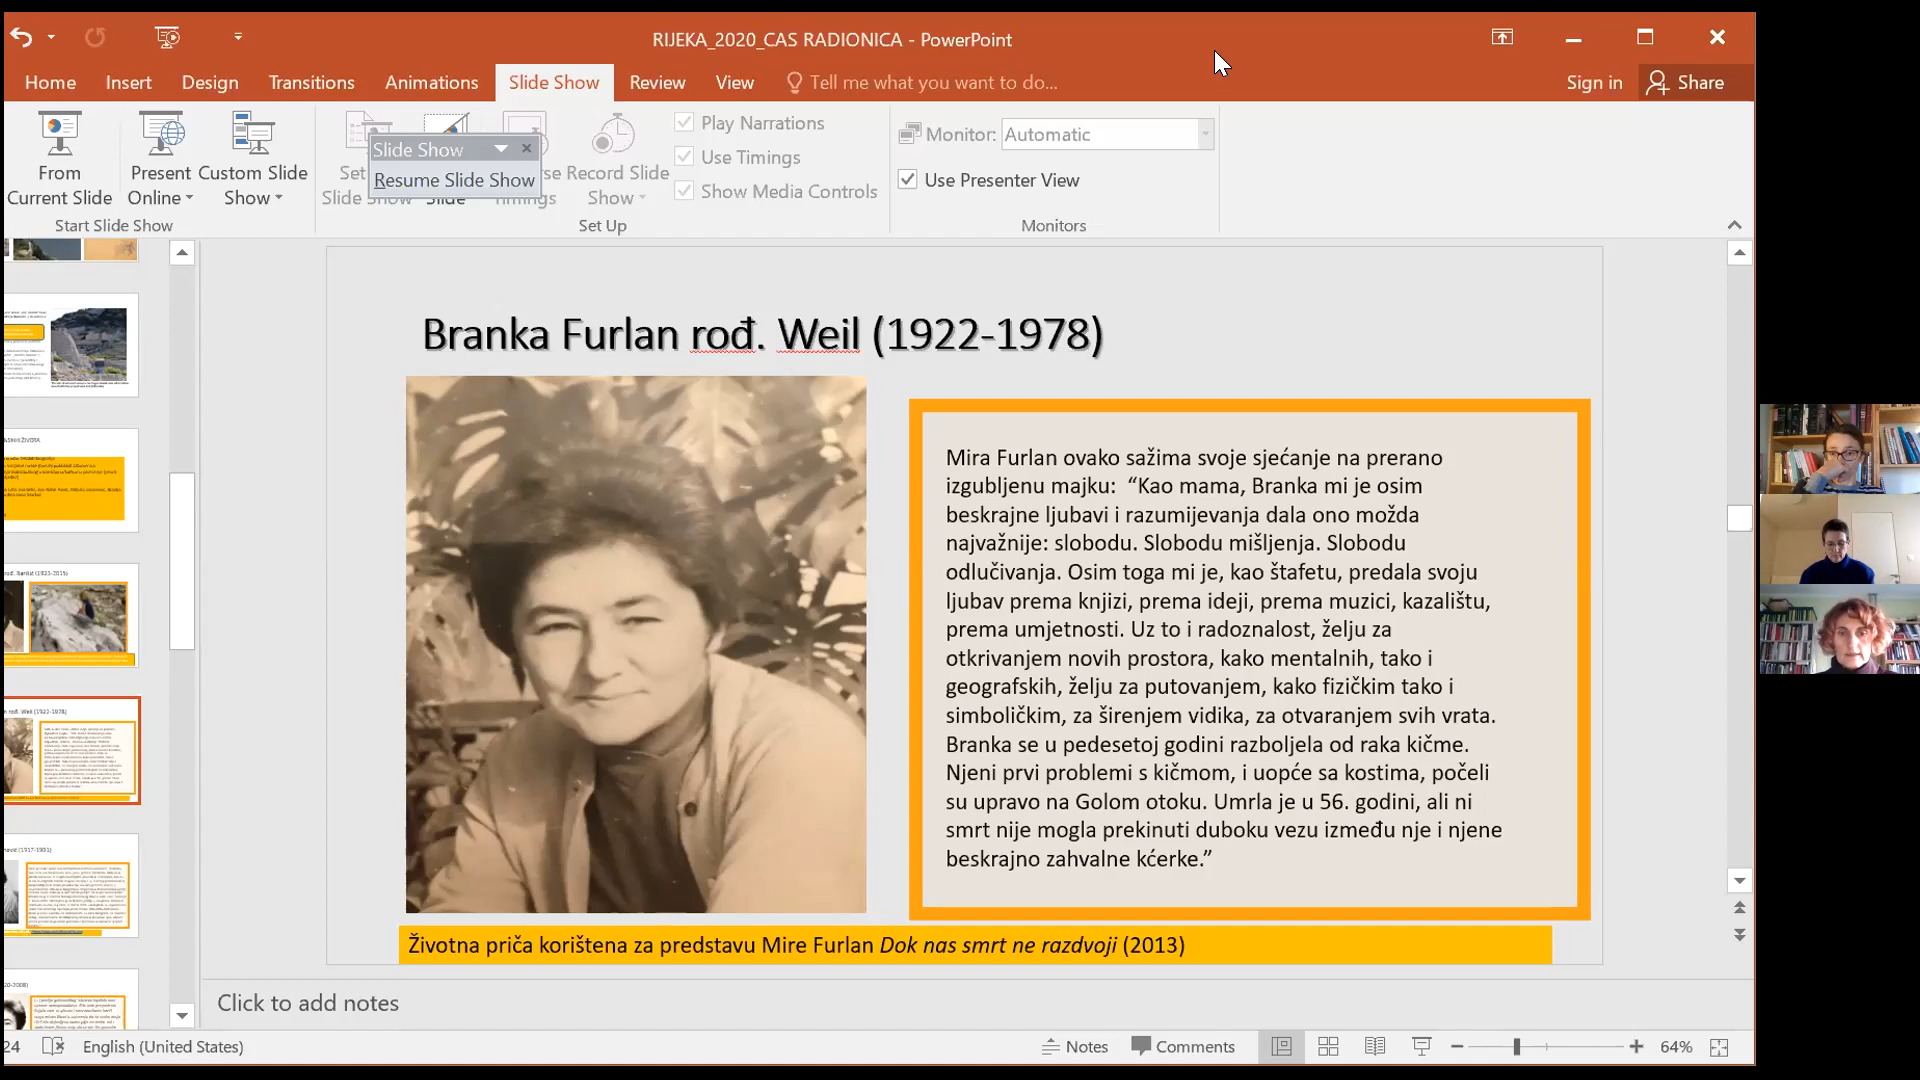 RIJEKA_2020_CAS RADIONICA - PowerPoint
Home Insert Design Transitions Animations Slide Show Review View Tell me what you want to do... Sign in Share
From Current Slide
Present Online
Custom Slide Show
Slide Show
Resume Slide Show
Record Slide Show
Play Narrations
Use Timings
Show Media Controls
Monitor: Automatic
Use Presenter View
Start Slide Show
Set Up
Monitors
Branka Furlan rođ. Weil (1922-1978)
Mira Furlan ovako sažima svoje sjećanje na prerano
izgubljenu majku: “Kao mama, Branka mi je osim
beskrajne ljubavi i razumijevanja dala ono možda
najvažnije: slobodu. Slobodu mišljenja. Slobodu
odlučivanja. Osim toga mi je, kao štafetu, predala svoju
ljubav prema knjizi, prema ideji, prema muzici, kazalištu,
prema umjetnosti. Uz to i radoznalost, želju za
otkrivanjem novih prostora, kako mentalnih, tako i
geografskih, želju za putovanjem, kako fizičkim tako i
simboličkim, za širenjem vidika, za otvaranjem svih vrata.
Branka se u pedesetoj godini razboljela od raka kičme.
Njeni prvi problemi s kičmom, i uopće sa kostima, počeli
su upravo na Golom otoku. Umrla je u 56. godini, ali ni
smrt nije mogla prekinuti duboku vezu između nje i njene
beskrajno zahvalne kćerke.”
Životna priča korištena za predstavu Mire Furlan Dok nas smrt ne razdvoji (2013)
Click to add notes
24 English (United States) Notes Comments 64%